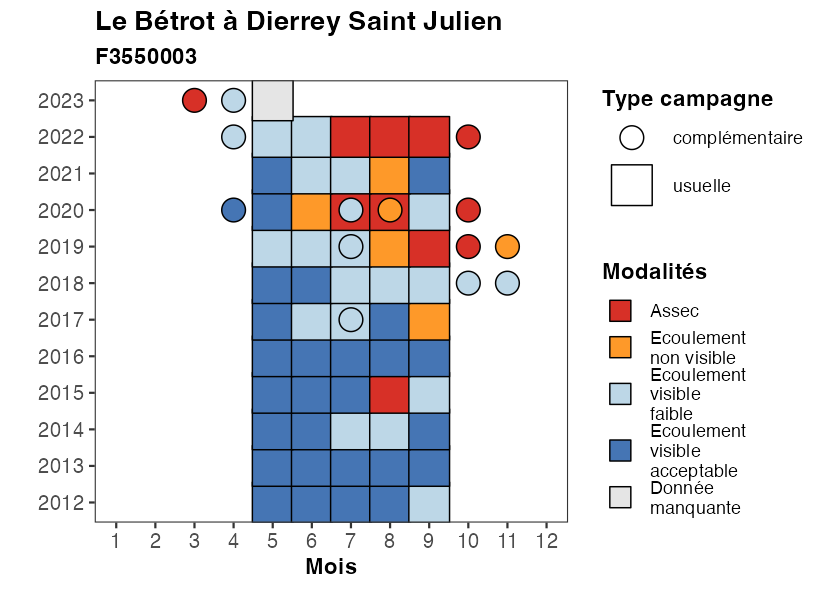 Le Bétrot à Dierrey Saint Julien
F3550003
2023
2022
2021
2020
2019
2018
2017
2016
2015
2014
2013
2012
1 2 3 4 5 6 7 8 9 10 11 12
Mois
Type campagne
complémentaire
usuelle
Modalités
Assec
Ecoulement
non visible
Ecoulement
visible
faible
Ecoulement
visible
acceptable
Donnée
manquante